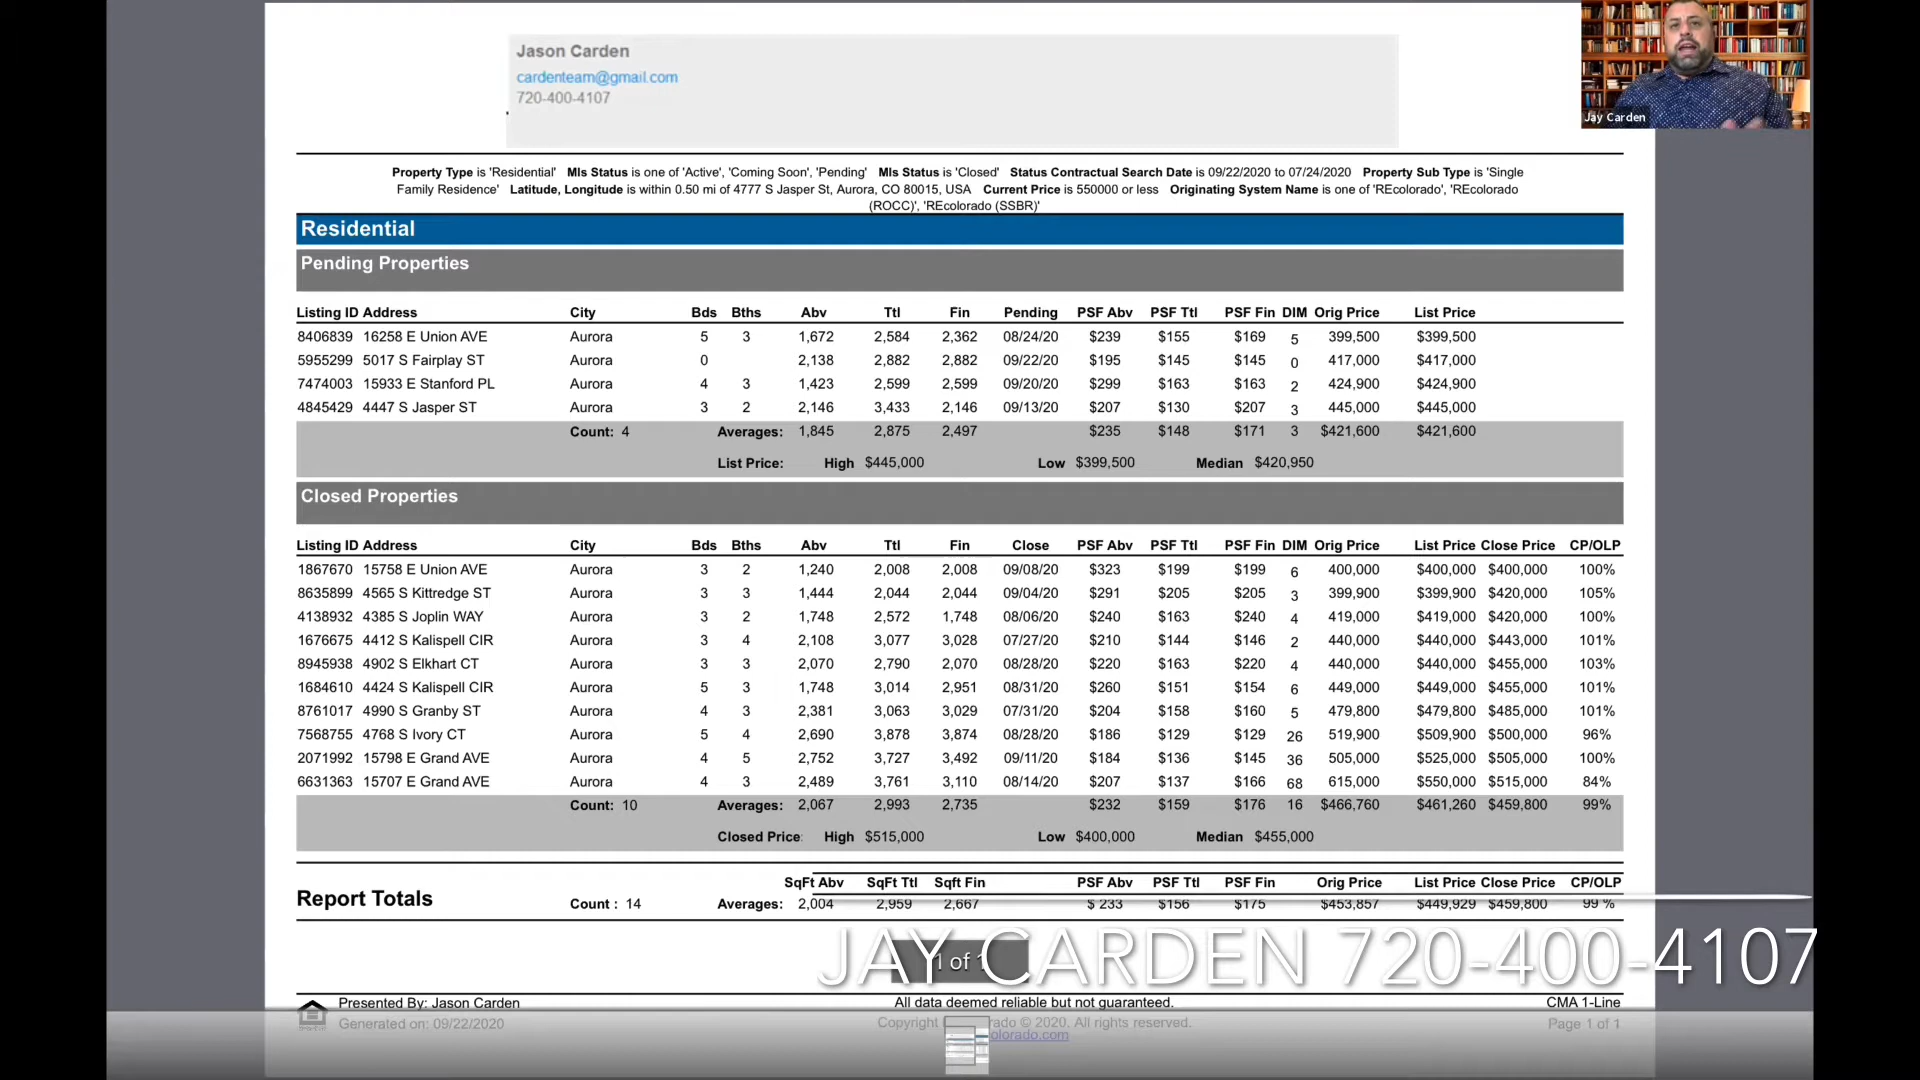 Jason Carden
cardenteam@gmail.com
720-400-4107
Jay Carden
Property Type is 'Residential' Mls Status is one of 'Active', 'Coming Soon', 'Pending' Mls Status is 'Closed' Status Contractual Search Date is 09/22/2020 to 07/24/2020 Property Sub Type is 'Single
Family Residence' Latitude, Longitude is within 0.50 mi of 4777 S Jasper St, Aurora, CO 80015, USA Current Price is 550000 or less Originating System Name is one of 'REcolorado', 'REcolorado
(ROCC)', 'REcolorado (SSBR)'
Residential
Pending Properties
Listing ID Address City Bds Bths Abv Ttl Fin Pending PSF Abv PSF Ttl PSF Fin DIM Orig Price List Price
8406839 16258 E Union AVE Aurora 5 3 1,672 2,584 2,362 08/24/20 $239 $155 $169 5 399,500 $399,500
5955299 5017 S Fairplay ST Aurora 0 2,138 2,882 2,882 09/22/20 $195 $145 $145 0 417,000 $417,000
7474003 15933 E Stanford PL Aurora 4 3 1,423 2,599 2,599 09/20/20 $299 $163 $163 2 424,900 $424,900
4845429 4447 S Jasper ST Aurora 3 2 2,146 3,433 2,146 09/13/20 $207 $130 $207 3 445,000 $445,000
Count: 4 Averages: 1,845 2,875 2,497 $235 $148 $171 3 $421,600 $421,600
List Price: High $445,000 Low $399,500 Median $420,950
Closed Properties
Listing ID Address City Bds Bths Abv Ttl Fin Close PSF Abv PSF Ttl PSF Fin DIM Orig Price List Price Close Price CP/OLP
1867670 15758 E Union AVE Aurora 3 2 1,240 2,008 2,008 09/08/20 $323 $199 $199 6 400,000 $400,000 $400,000 100%
8635899 4565 S Kittredge ST Aurora 3 3 1,444 2,044 2,044 09/04/20 $291 $205 $205 3 399,900 $399,900 $420,000 105%
4138932 4385 S Joplin WAY Aurora 3 2 1,748 2,572 1,748 08/06/20 $240 $163 $240 4 419,000 $419,000 $420,000 100%
1676675 4412 S Kalispell CIR Aurora 3 4 2,108 3,077 3,028 07/27/20 $210 $144 $146 2 440,000 $440,000 $443,000 101%
8945938 4902 S Elkhart CT Aurora 3 3 2,070 2,790 2,070 08/28/20 $220 $163 $220 4 440,000 $440,000 $455,000 103%
1684610 4424 S Kalispell CIR Aurora 5 3 1,748 3,014 2,951 08/31/20 $260 $151 $154 6 449,000 $449,000 $455,000 101%
8761017 4990 S Granby ST Aurora 4 3 2,381 3,063 3,029 07/31/20 $204 $158 $160 5 479,800 $479,800 $485,000 101%
7568755 4768 S Ivory CT Aurora 5 4 2,690 3,878 3,874 08/28/20 $186 $129 $129 26 519,900 $509,900 $500,000 96%
2071992 15798 E Grand AVE Aurora 4 5 2,752 3,727 3,492 09/11/20 $184 $136 $145 36 505,000 $525,000 $505,000 100%
6631363 15707 E Grand AVE Aurora 4 3 2,489 3,761 3,110 08/14/20 $207 $137 $166 68 615,000 $550,000 $515,000 84%
Count: 10 Averages: 2,067 2,993 2,735 $232 $159 $176 16 $466,760 $461,260 $459,800 99%
Closed Price: High $515,000 Low $400,000 Median $455,000
SqFt Abv SqFt Ttl Sqft Fin PSF Abv PSF Ttl PSF Fin Orig Price List Price Close Price CP/OLP
Report Totals Count : 14 Averages: 2,004 2,959 2,667 $ 233 $156 $175 $453,857 $449,929 $459,800 99 %
JAY CARDEN 720-400-4107
1 of
Presented By: Jason Carden All data deemed reliable but not guaranteed. CMA 1-Line
Generated on: 09/22/2020 Copyright rado © 2020. All rights reserved. Page 1 of 1
olorado.com